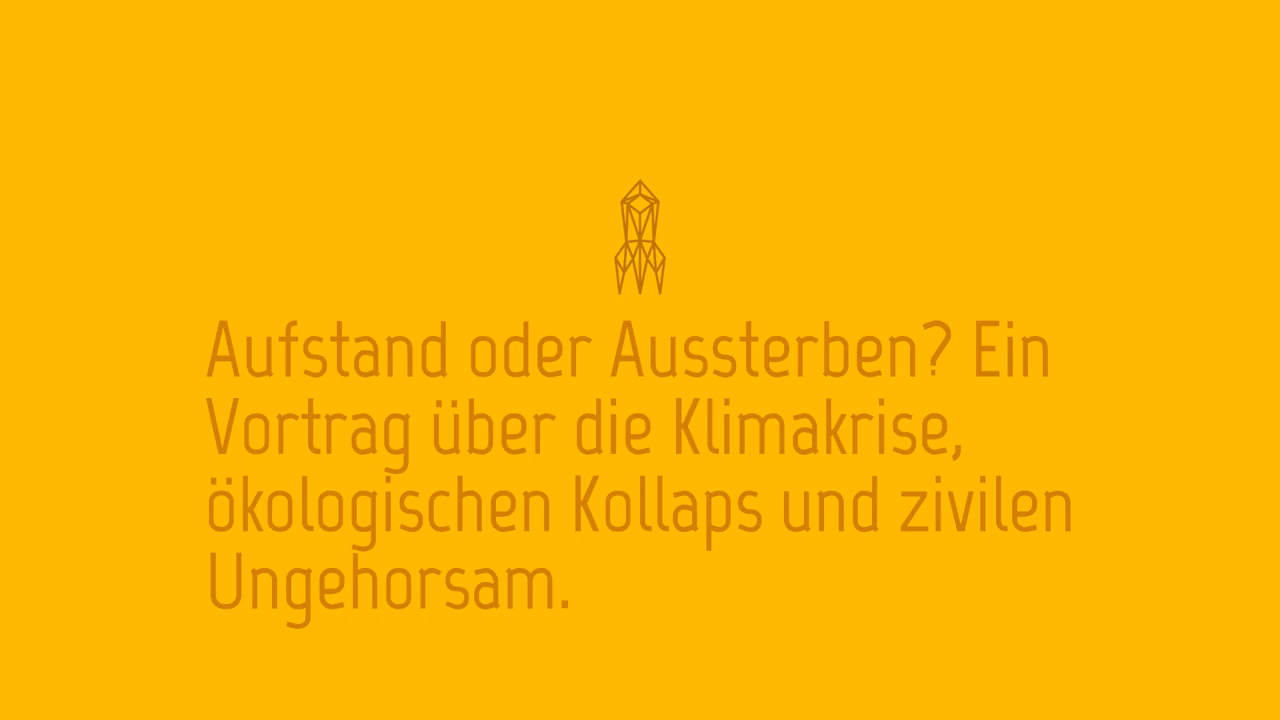 Aufstand oder Aussterben? Ein
Vortrag über die Klimakrise,
ökologischen Kollaps und zivilen
Ungehorsam.